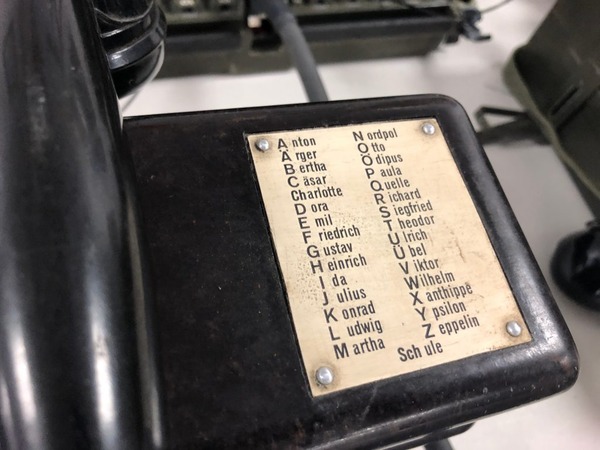 Anton
Ärger
Bertha
Cäsar
Charlotte
Dora
Emil
Friedrich
Gustav
Heinrich
Ida
Julius
Konrad
Ludwig
Martha
Nordpol
Otto
Ödipus
Paula
Quelle
Richard
Siegfried
Theodor
Ulrich
Übel
Viktor
Wilhelm
Xanthippe
Ypsilon
Zeppelin
Schule